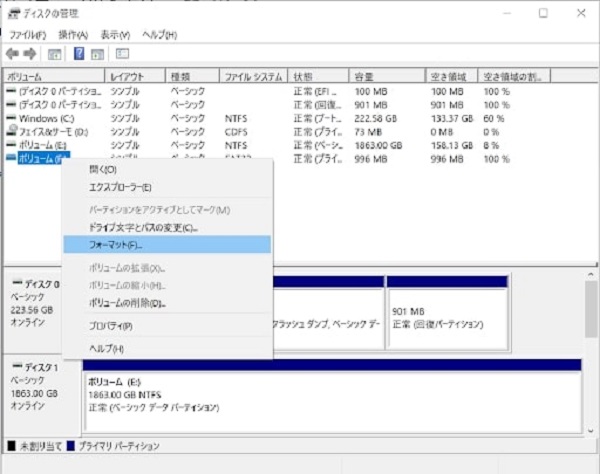 ディスクの管理
ファイル(F) 操作(A) 表示(V) ヘルプ(H)
ボリューム レイアウト 種類 ファイル システム 状態 容量 空き領域 空き領域の割...
(ディスク 0 パーティショ... シンプル ベーシック 正常 (EFI ... 100 MB 100 MB 100 %
(ディスク 0 パーティショ... シンプル ベーシック 正常 (回復... 901 MB 901 MB 100 %
Windows (C:) シンプル ベーシック NTFS 正常 (ブート... 222.58 GB 133.37 GB 60 %
フェイス&サーモ (D:) シンプル ベーシック CDFS 正常 (プライ... 73 MB 0 MB 0 %
ボリューム (E:) シンプル ベーシック NTFS 正常 (ベーシ... 1863.00 GB 158.13 GB 8 %
ボリューム (F:) シンプル ベーシック FAT32 正常 (プライ... 996 MB 996 MB 100 %
開く(O)
エクスプローラー(E)
パーティションをアクティブとしてマーク(M)
ドライブ文字とパスの変更(C)...
フォーマット(F)...
ボリュームの拡張(X)...
ボリュームの縮小(H)...
ボリュームの削除(D)...
プロパティ(P)
ヘルプ(H)
ディスク 0
ベーシック
223.56 GB
オンライン
クラッシュ ダンプ, ベーシック デー
901 MB
正常 (回復パーティション)
ディスク 1
ベーシック
1863.00 GB
オンライン
ボリューム (E:)
1863.00 GB NTFS
正常 (ベーシック データ パーティション)
未割り当て プライマリ パーティション